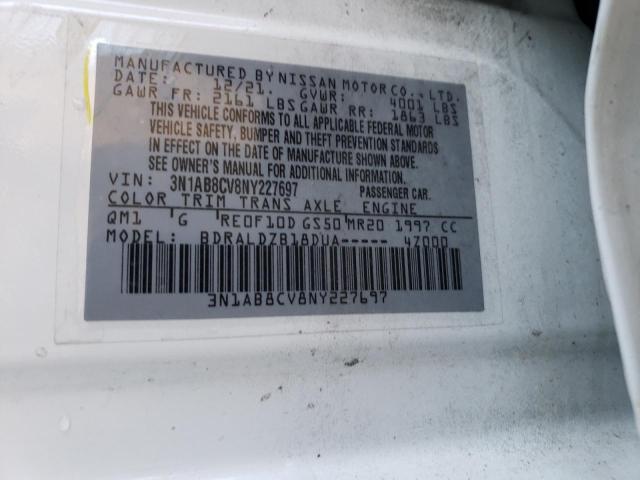 MANUFACTURED BY NISSAN MOTOR CO., LTD.
DATE: 12/21. GVWR: 4001 LBS
GAWR FR: 2161 LBS GAWR RR: 1863 LBS
THIS VEHICLE CONFORMS TO ALL APPLICABLE FEDERAL MOTOR
VEHICLE SAFETY, BUMPER AND THEFT PREVENTION STANDARDS
IN EFFECT ON THE DATE OF MANUFACTURE SHOWN ABOVE.
SEE OWNER'S MANUAL FOR ADDITIONAL INFORMATION.
VIN: 3N1AB8CV8NY227697 PASSENGER CAR.
COLOR TRIM TRANS AXLE ENGINE
QM1 G RE0F10D GS50 MR20 1997 CC
BDRALDZB18DUA----- 4Z000
3N1AB8CV8NY227697